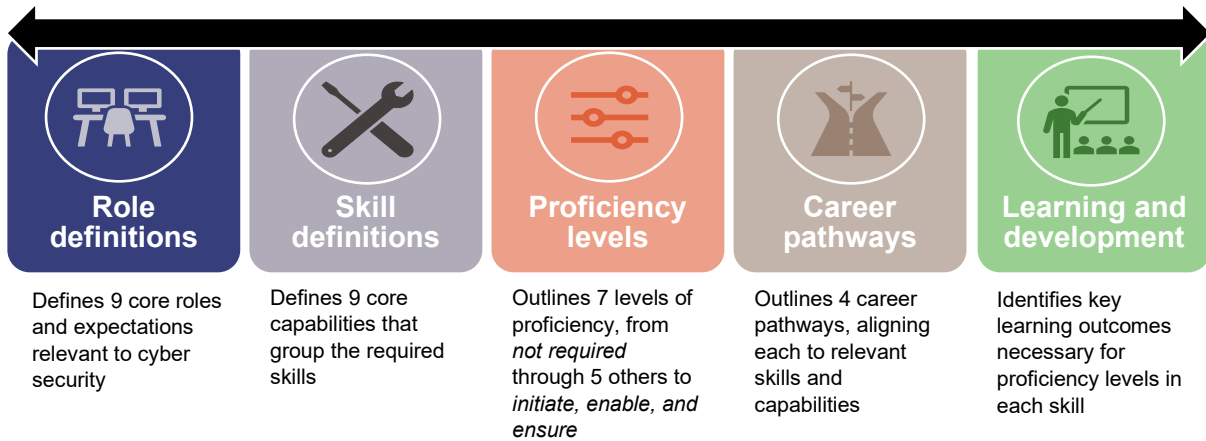 Role
definitions
Skill
definitions
Proficiency
levels
Career
pathways
Learning and
development
Defines 9 core roles
and expectations
relevant to cyber
security
Defines 9 core
capabilities that
group the required
skills
Outlines 7 levels of
proficiency, from
not required
through 5 others to
initiate, enable, and
ensure
Outlines 4 career
pathways, aligning
each to relevant
skills and
capabilities
Identifies key
learning outcomes
necessary for
proficiency levels in
each skill